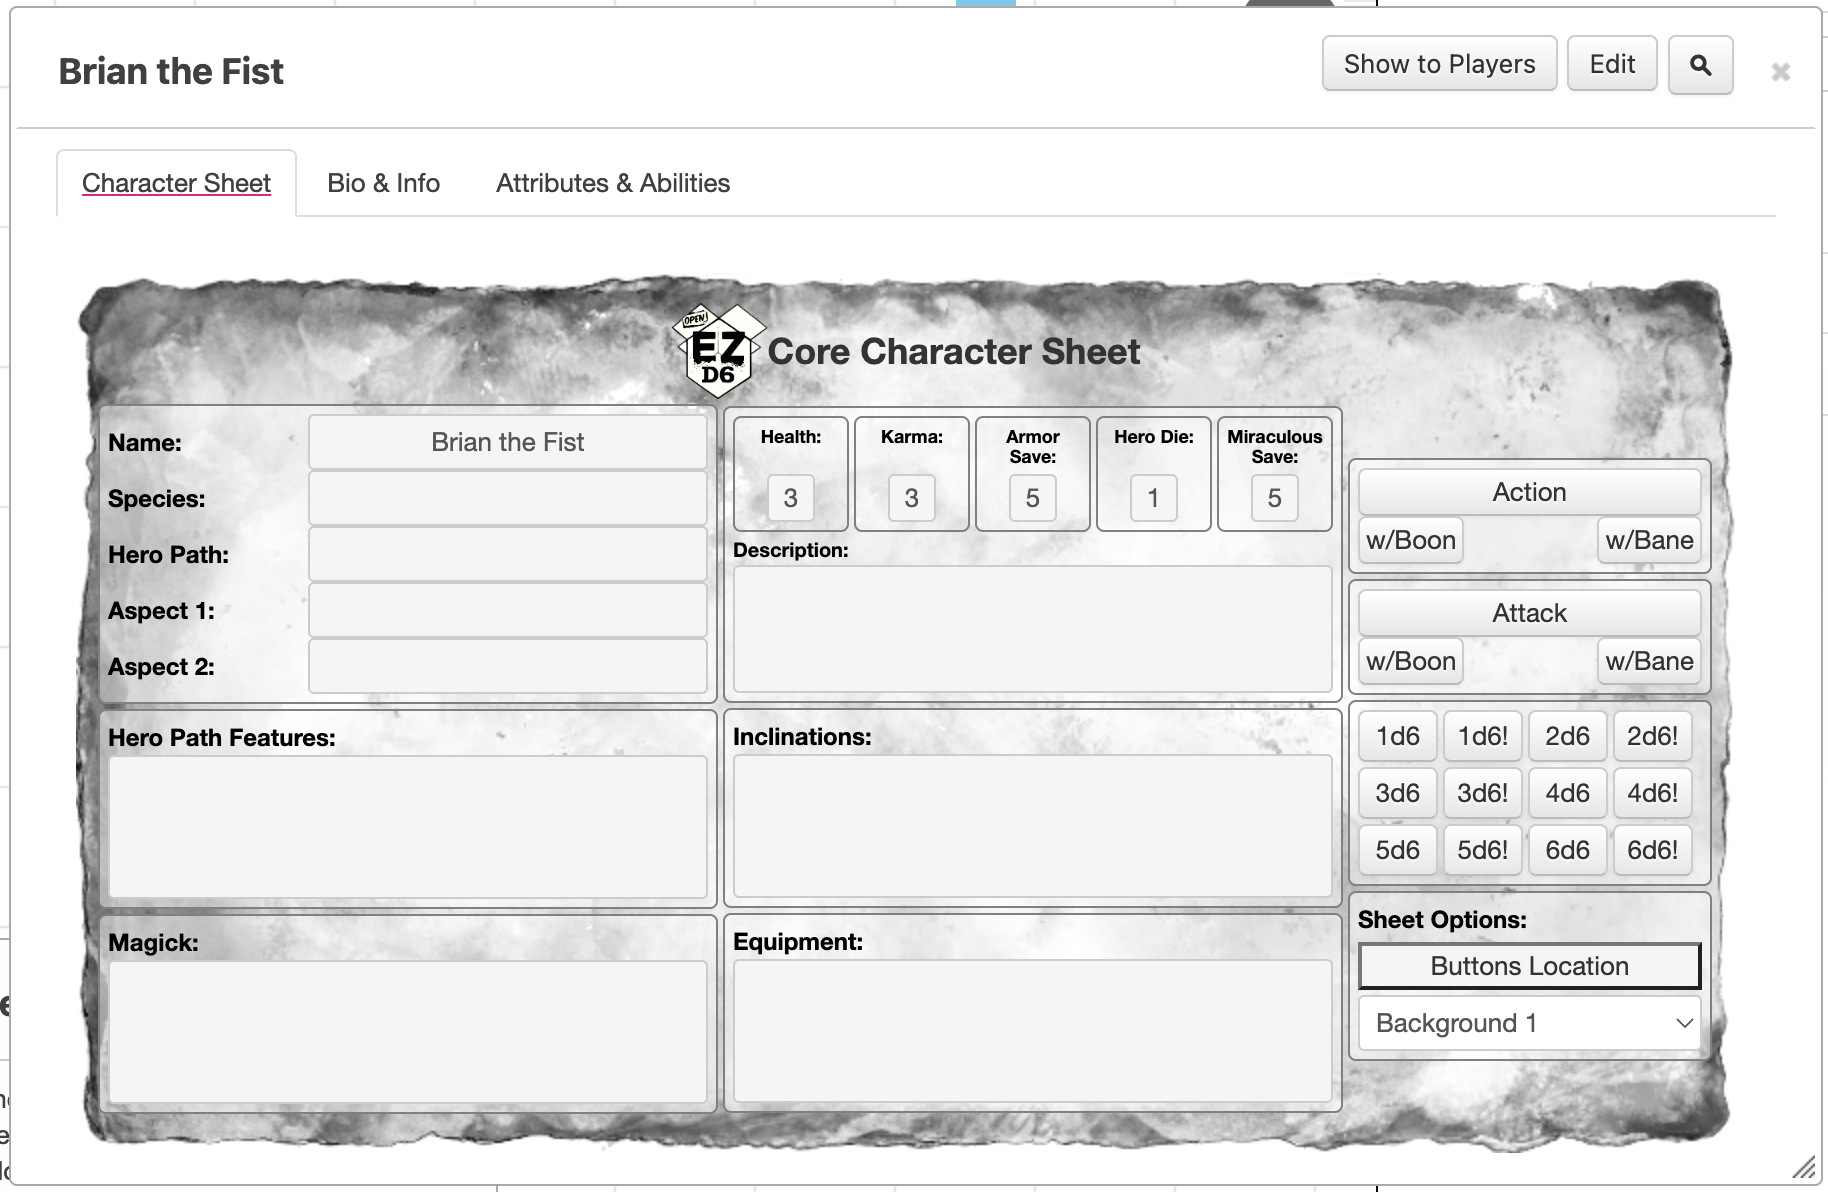 Brian the Fist
Show to Players
Edit
Character Sheet
Bio & Info
Attributes & Abilities
OPEN!
EZ
D6
Core Character Sheet
Name:
Brian the Fist
Species:
Hero Path:
Aspect 1:
Aspect 2:
Health:
3
Karma:
3
Armor
Save:
5
Hero Die:
1
Miraculous
Save:
5
Description:
Action
w/Boon
w/Bane
Attack
w/Boon
w/Bane
Hero Path Features:
Inclinations:
1d6 1d6! 2d6 2d6!
3d6 3d6! 4d6 4d6!
5d6 5d6! 6d6 6d6!
Magick:
Equipment:
Sheet Options:
Buttons Location
Background 1